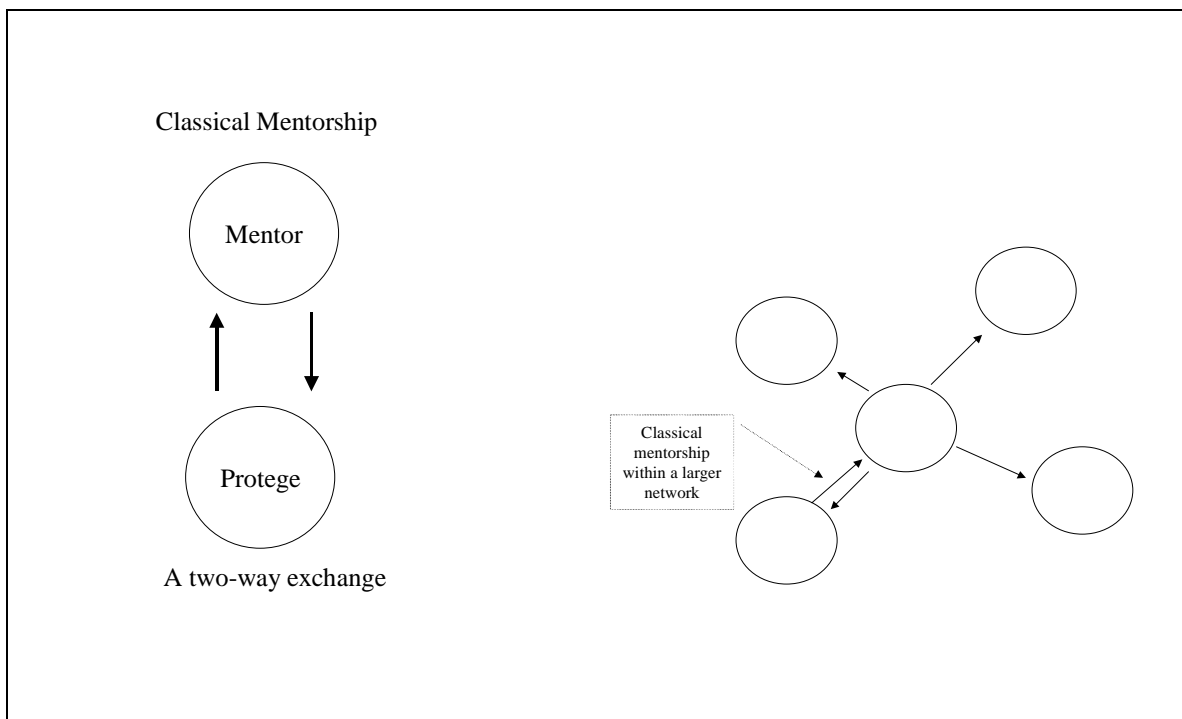 Classical Mentorship
Mentor
Protege
A two-way exchange
Classical
mentorship
within a larger
network